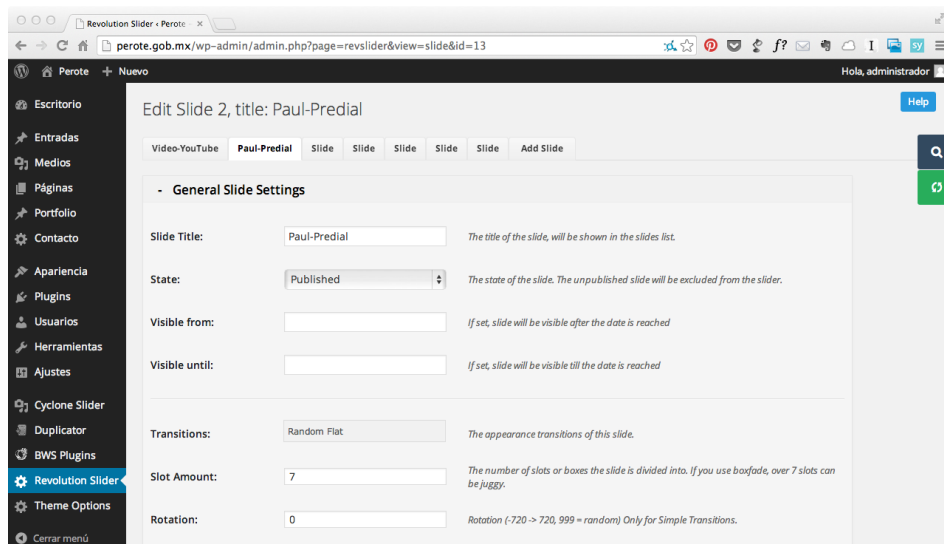 Revolution Slider ‹ Perote –
perote.gob.mx/wp-admin/admin.php?page=revslider&view=slide&id=13
f?
I
sy
Perote
+ Nuevo
Hola, administrador
Escritorio
Entradas
Medios
Páginas
Portfolio
Contacto
Apariencia
Plugins
Usuarios
Herramientas
Ajustes
Cyclone Slider
Duplicator
BWS Plugins
Revolution Slider
Theme Options
Cerrar menú
Edit Slide 2, title: Paul-Predial
Help
Video-YouTube Paul-Predial Slide Slide Slide Slide Slide Add Slide
- General Slide Settings
Slide Title: Paul-Predial The title of the slide, will be shown in the slides list.
State: Published The state of the slide. The unpublished slide will be excluded from the slider.
Visible from: If set, slide will be visible after the date is reached
Visible until: If set, slide will be visible till the date is reached
Transitions: Random Flat The appearance transitions of this slide.
Slot Amount: 7 The number of slots or boxes the slide is divided into. If you use boxfade, over 7 slots can
be juggy.
Rotation: 0 Rotation (-720 -> 720, 999 = random) Only for Simple Transitions.